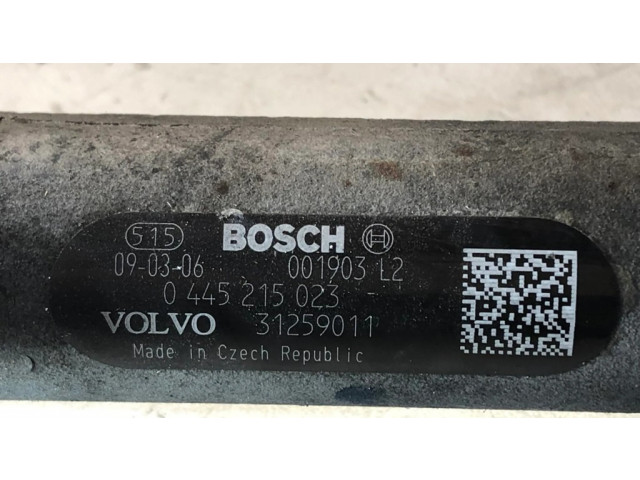 515 BOSCH
09-03-06 001903 L2
0 445 215 023
VOLVO 31259011
Made in Czech Republic